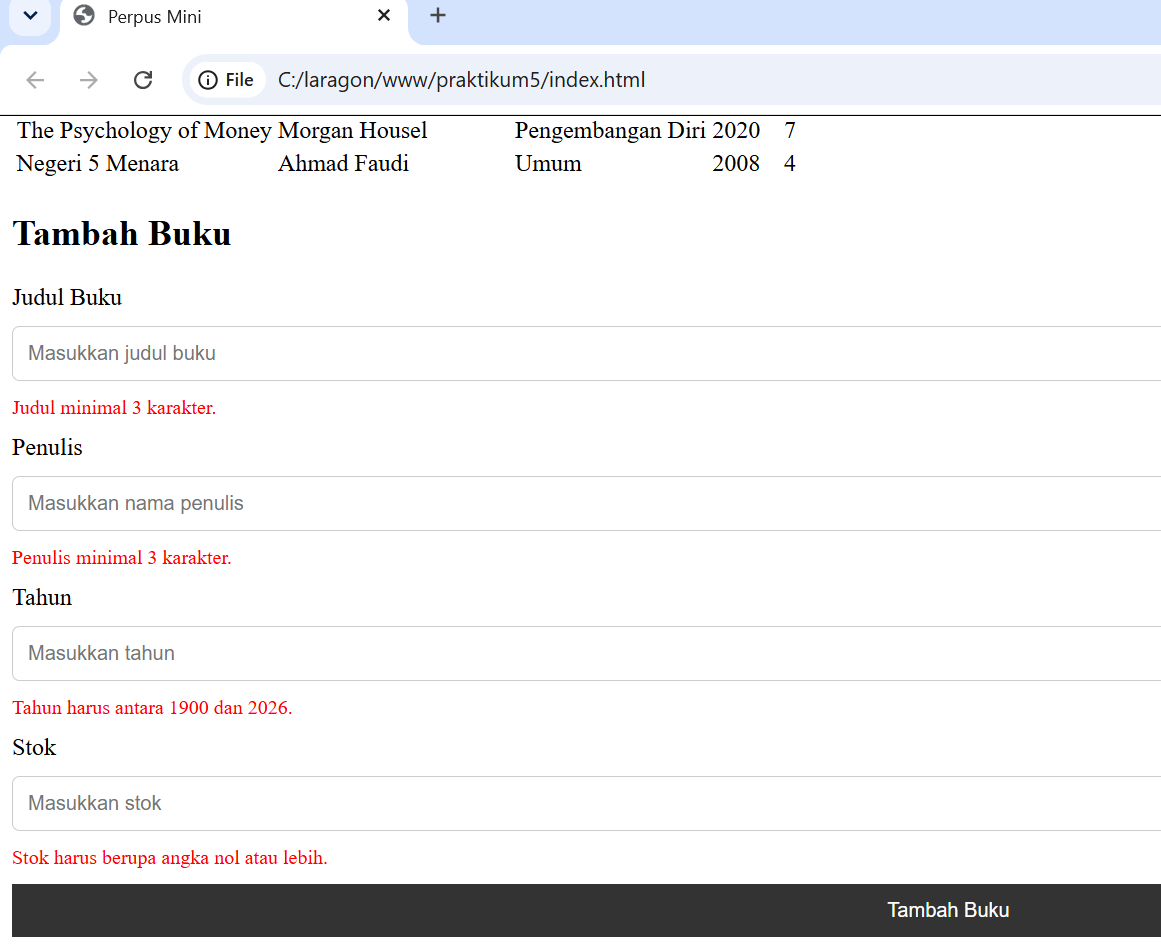 Perpus Mini
File C:/laragon/www/praktikum5/index.html
The Psychology of Money Morgan Housel Pengembangan Diri 2020 7
Negeri 5 Menara Ahmad Faudi Umum 2008 4
Tambah Buku
Judul Buku
Masukkan judul buku
Judul minimal 3 karakter.
Penulis
Masukkan nama penulis
Penulis minimal 3 karakter.
Tahun
Masukkan tahun
Tahun harus antara 1900 dan 2026.
Stok
Masukkan stok
Stok harus berupa angka nol atau lebih.
Tambah Buku